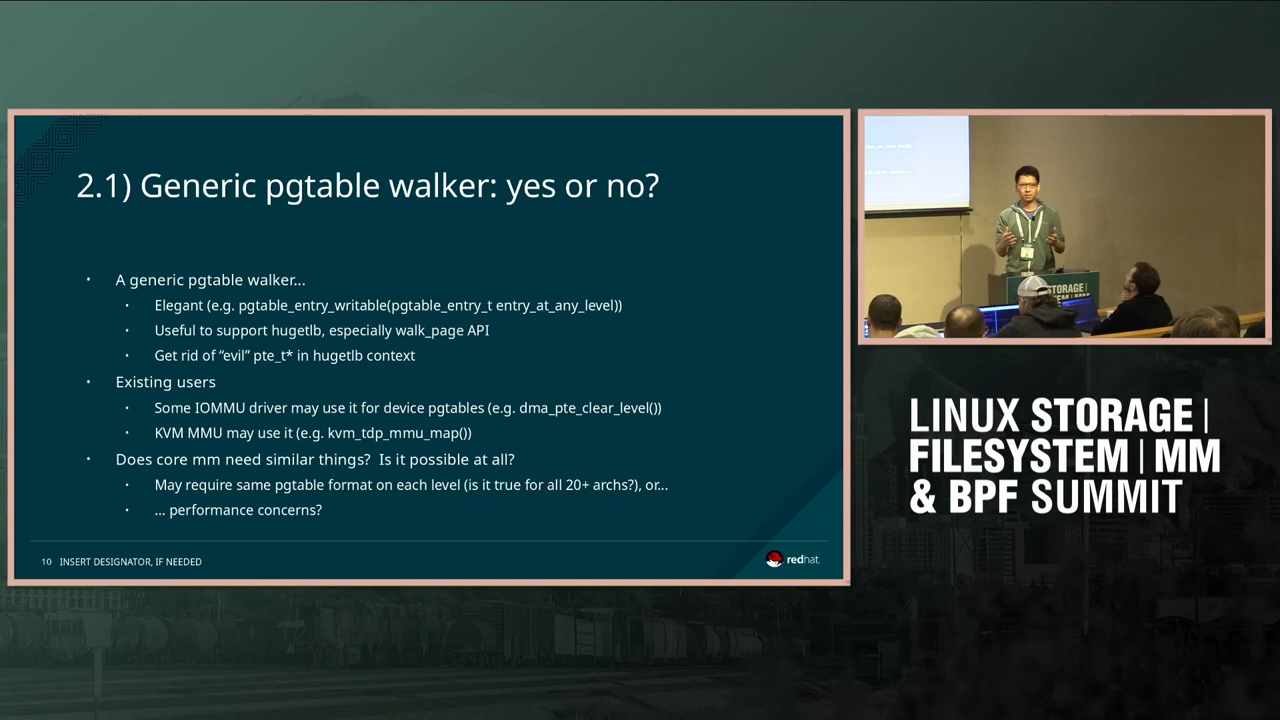 2.1) Generic pgtable walker: yes or no?
• A generic pgtable walker...
• Elegant (e.g. pgtable_entry_writable(pgtable_entry_t entry_at_any_level))
• Useful to support hugetlb, especially walk_page API
• Get rid of “evil” pte_t* in hugetlb context
• Existing users
• Some IOMMU driver may use it for device pgtables (e.g. dma_pte_clear_level())
• KVM MMU may use it (e.g. kvm_tdp_mmu_map())
• Does core mm need similar things?  Is it possible at all?
• May require same pgtable format on each level (is it true for all 20+ archs?), or...
• ... performance concerns?
10 INSERT DESIGNATOR, IF NEEDED
redhat.
STORAGE |
LINUX STORAGE |
FILESYSTEM | MM
& BPF SUMMIT